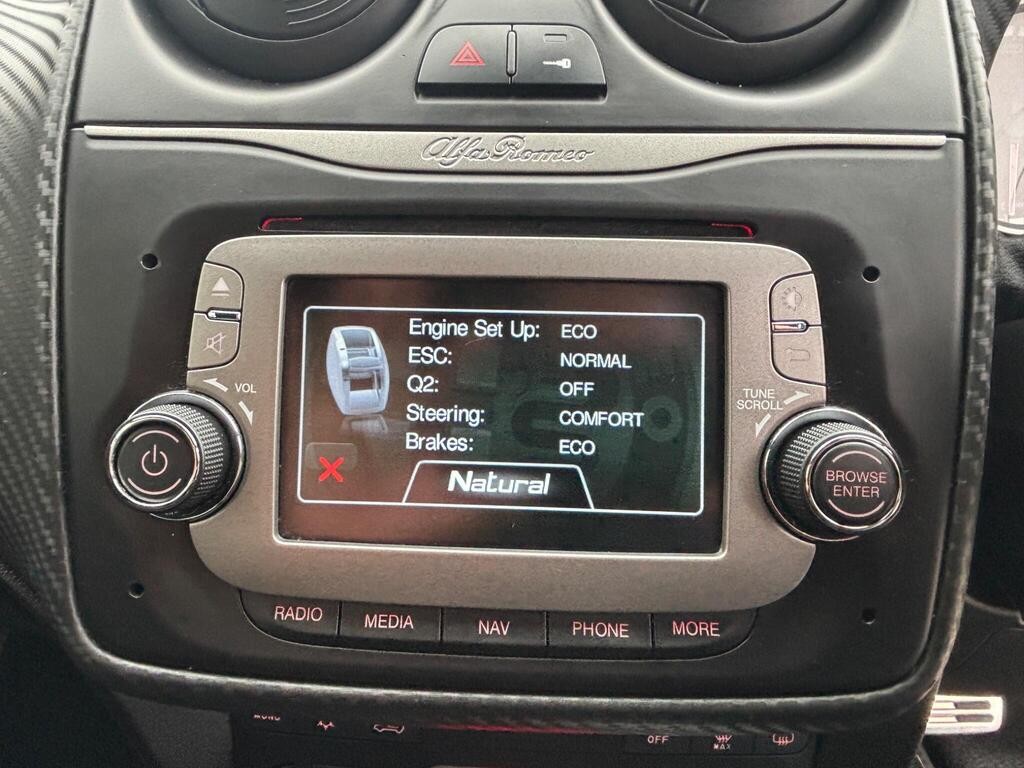 Alfa Romeo
Engine Set Up: ECO
ESC: NORMAL
Q2: OFF
Steering: COMFORT
Brakes: ECO
Natural
VOL
TUNE
SCROLL
BROWSE
ENTER
RADIO MEDIA NAV PHONE MORE
MONO
OFF
MAX